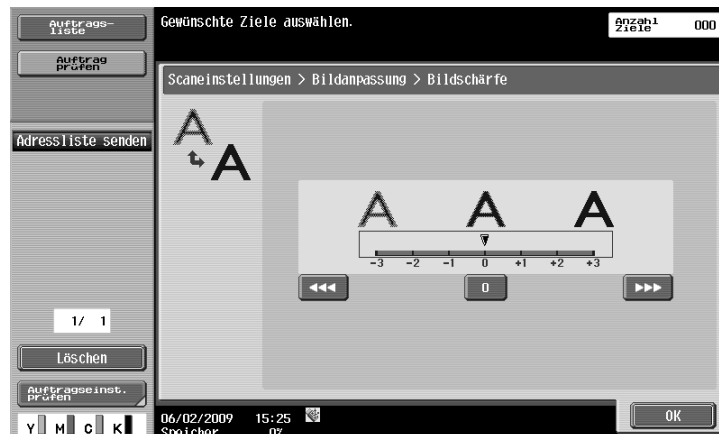 Auftrags-
liste
Auftrag
prüfen
Adressliste senden
1/ 1
Löschen
Auftragseinst.
prüfen
Y M C K
Gewünschte Ziele auswählen.
Anzahl
Ziele 000
Scaneinstellungen > Bildanpassung > Bildschärfe
A
A
A A A
-3 -2 -1 0 +1 +2 +3
0
OK
06/02/2009 15:25
Speicher 0%